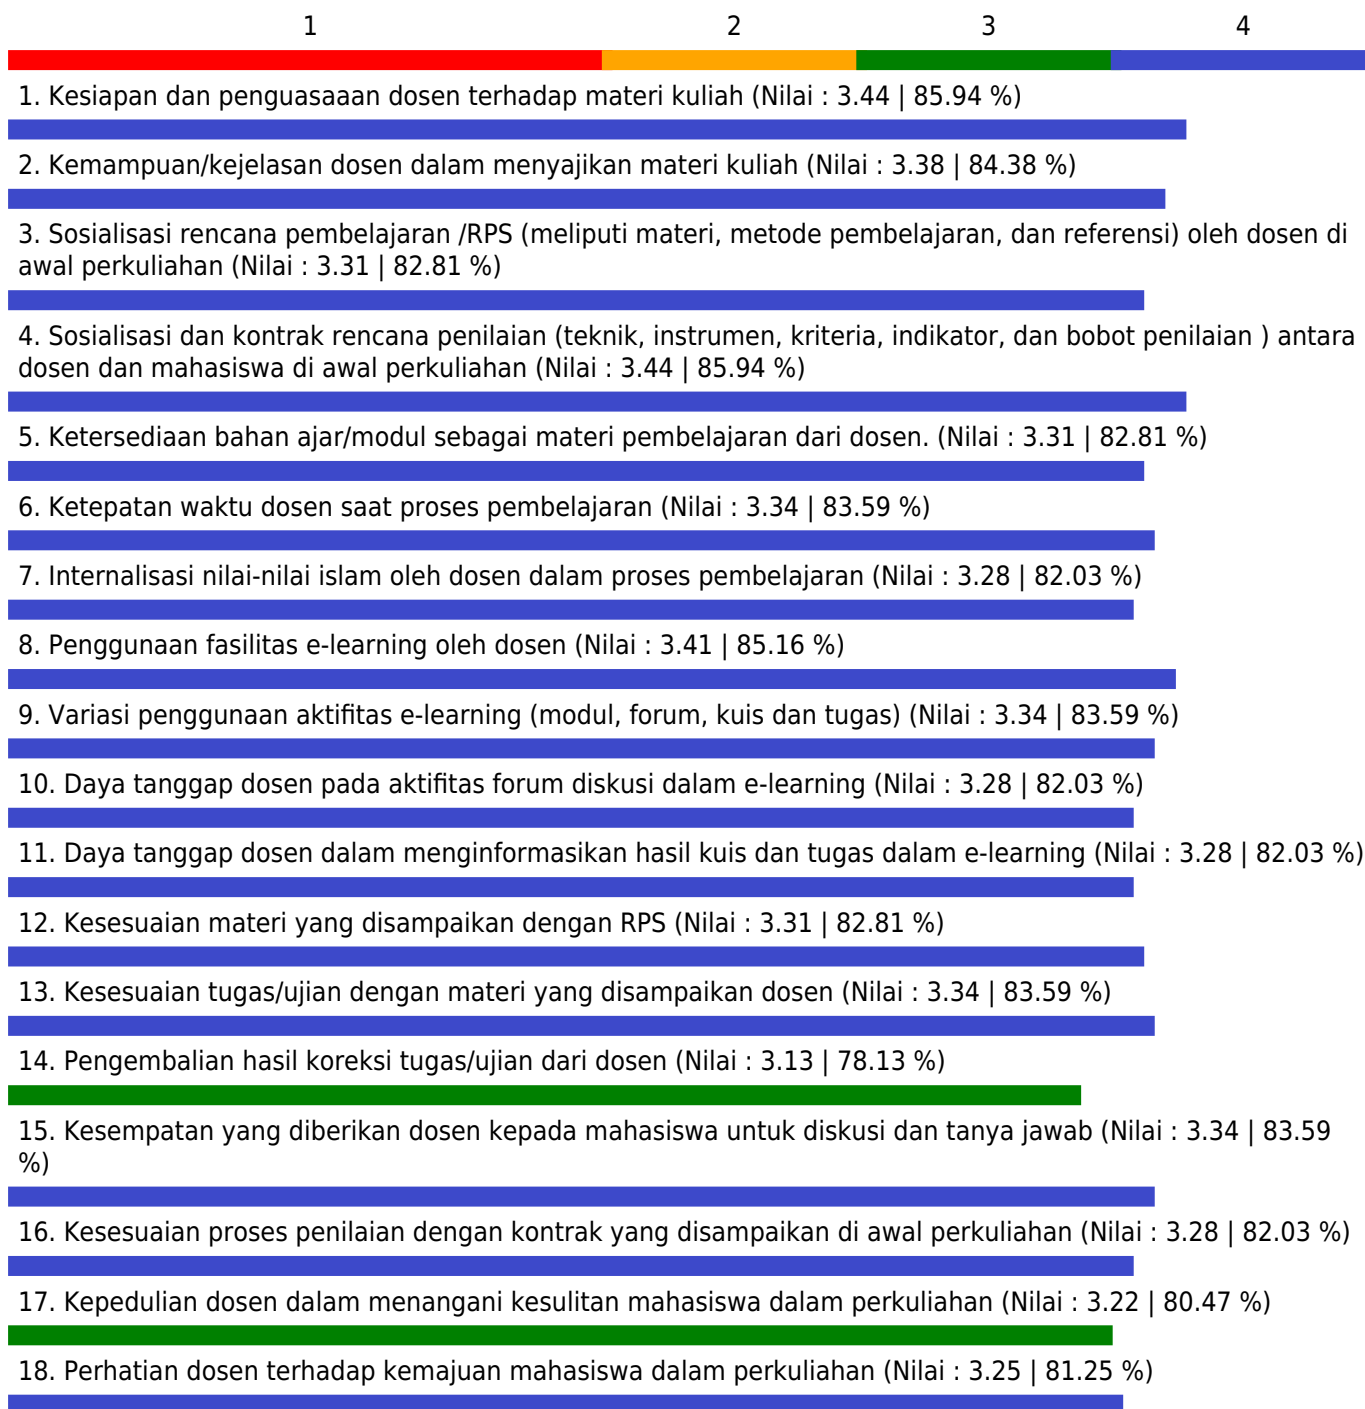 1 2 3 4
1. Kesiapan dan penguasaaan dosen terhadap materi kuliah (Nilai : 3.44 | 85.94 %)
2. Kemampuan/kejelasan dosen dalam menyajikan materi kuliah (Nilai : 3.38 | 84.38 %)
3. Sosialisasi rencana pembelajaran /RPS (meliputi materi, metode pembelajaran, dan referensi) oleh dosen di
awal perkuliahan (Nilai : 3.31 | 82.81 %)
4. Sosialisasi dan kontrak rencana penilaian (teknik, instrumen, kriteria, indikator, dan bobot penilaian ) antara
dosen dan mahasiswa di awal perkuliahan (Nilai : 3.44 | 85.94 %)
5. Ketersediaan bahan ajar/modul sebagai materi pembelajaran dari dosen. (Nilai : 3.31 | 82.81 %)
6. Ketepatan waktu dosen saat proses pembelajaran (Nilai : 3.34 | 83.59 %)
7. Internalisasi nilai-nilai islam oleh dosen dalam proses pembelajaran (Nilai : 3.28 | 82.03 %)
8. Penggunaan fasilitas e-learning oleh dosen (Nilai : 3.41 | 85.16 %)
9. Variasi penggunaan aktifitas e-learning (modul, forum, kuis dan tugas) (Nilai : 3.34 | 83.59 %)
10. Daya tanggap dosen pada aktifitas forum diskusi dalam e-learning (Nilai : 3.28 | 82.03 %)
11. Daya tanggap dosen dalam menginformasikan hasil kuis dan tugas dalam e-learning (Nilai : 3.28 | 82.03 %)
12. Kesesuaian materi yang disampaikan dengan RPS (Nilai : 3.31 | 82.81 %)
13. Kesesuaian tugas/ujian dengan materi yang disampaikan dosen (Nilai : 3.34 | 83.59 %)
14. Pengembalian hasil koreksi tugas/ujian dari dosen (Nilai : 3.13 | 78.13 %)
15. Kesempatan yang diberikan dosen kepada mahasiswa untuk diskusi dan tanya jawab (Nilai : 3.34 | 83.59
%)
16. Kesesuaian proses penilaian dengan kontrak yang disampaikan di awal perkuliahan (Nilai : 3.28 | 82.03 %)
17. Kepedulian dosen dalam menangani kesulitan mahasiswa dalam perkuliahan (Nilai : 3.22 | 80.47 %)
18. Perhatian dosen terhadap kemajuan mahasiswa dalam perkuliahan (Nilai : 3.25 | 81.25 %)